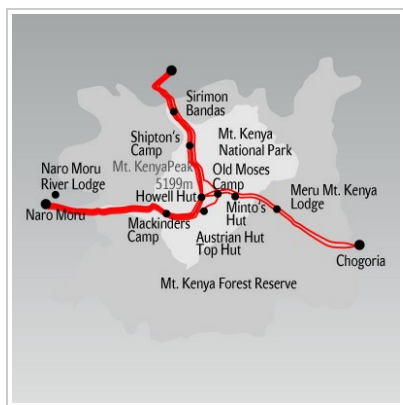 Sirimon
Bandas
Shipton's
Camp
Mt. Kenya
National Park
Mt. KenyaPeak
5199m
Old Moses
Camp
Naro Moru
River Lodge
Howell Hut
Naro Moru
Mackinders
Camp
Minto's
Hut
Meru Mt. Kenya
Lodge
Austrian Hut
Top Hut
Chogoria
Mt. Kenya Forest Reserve